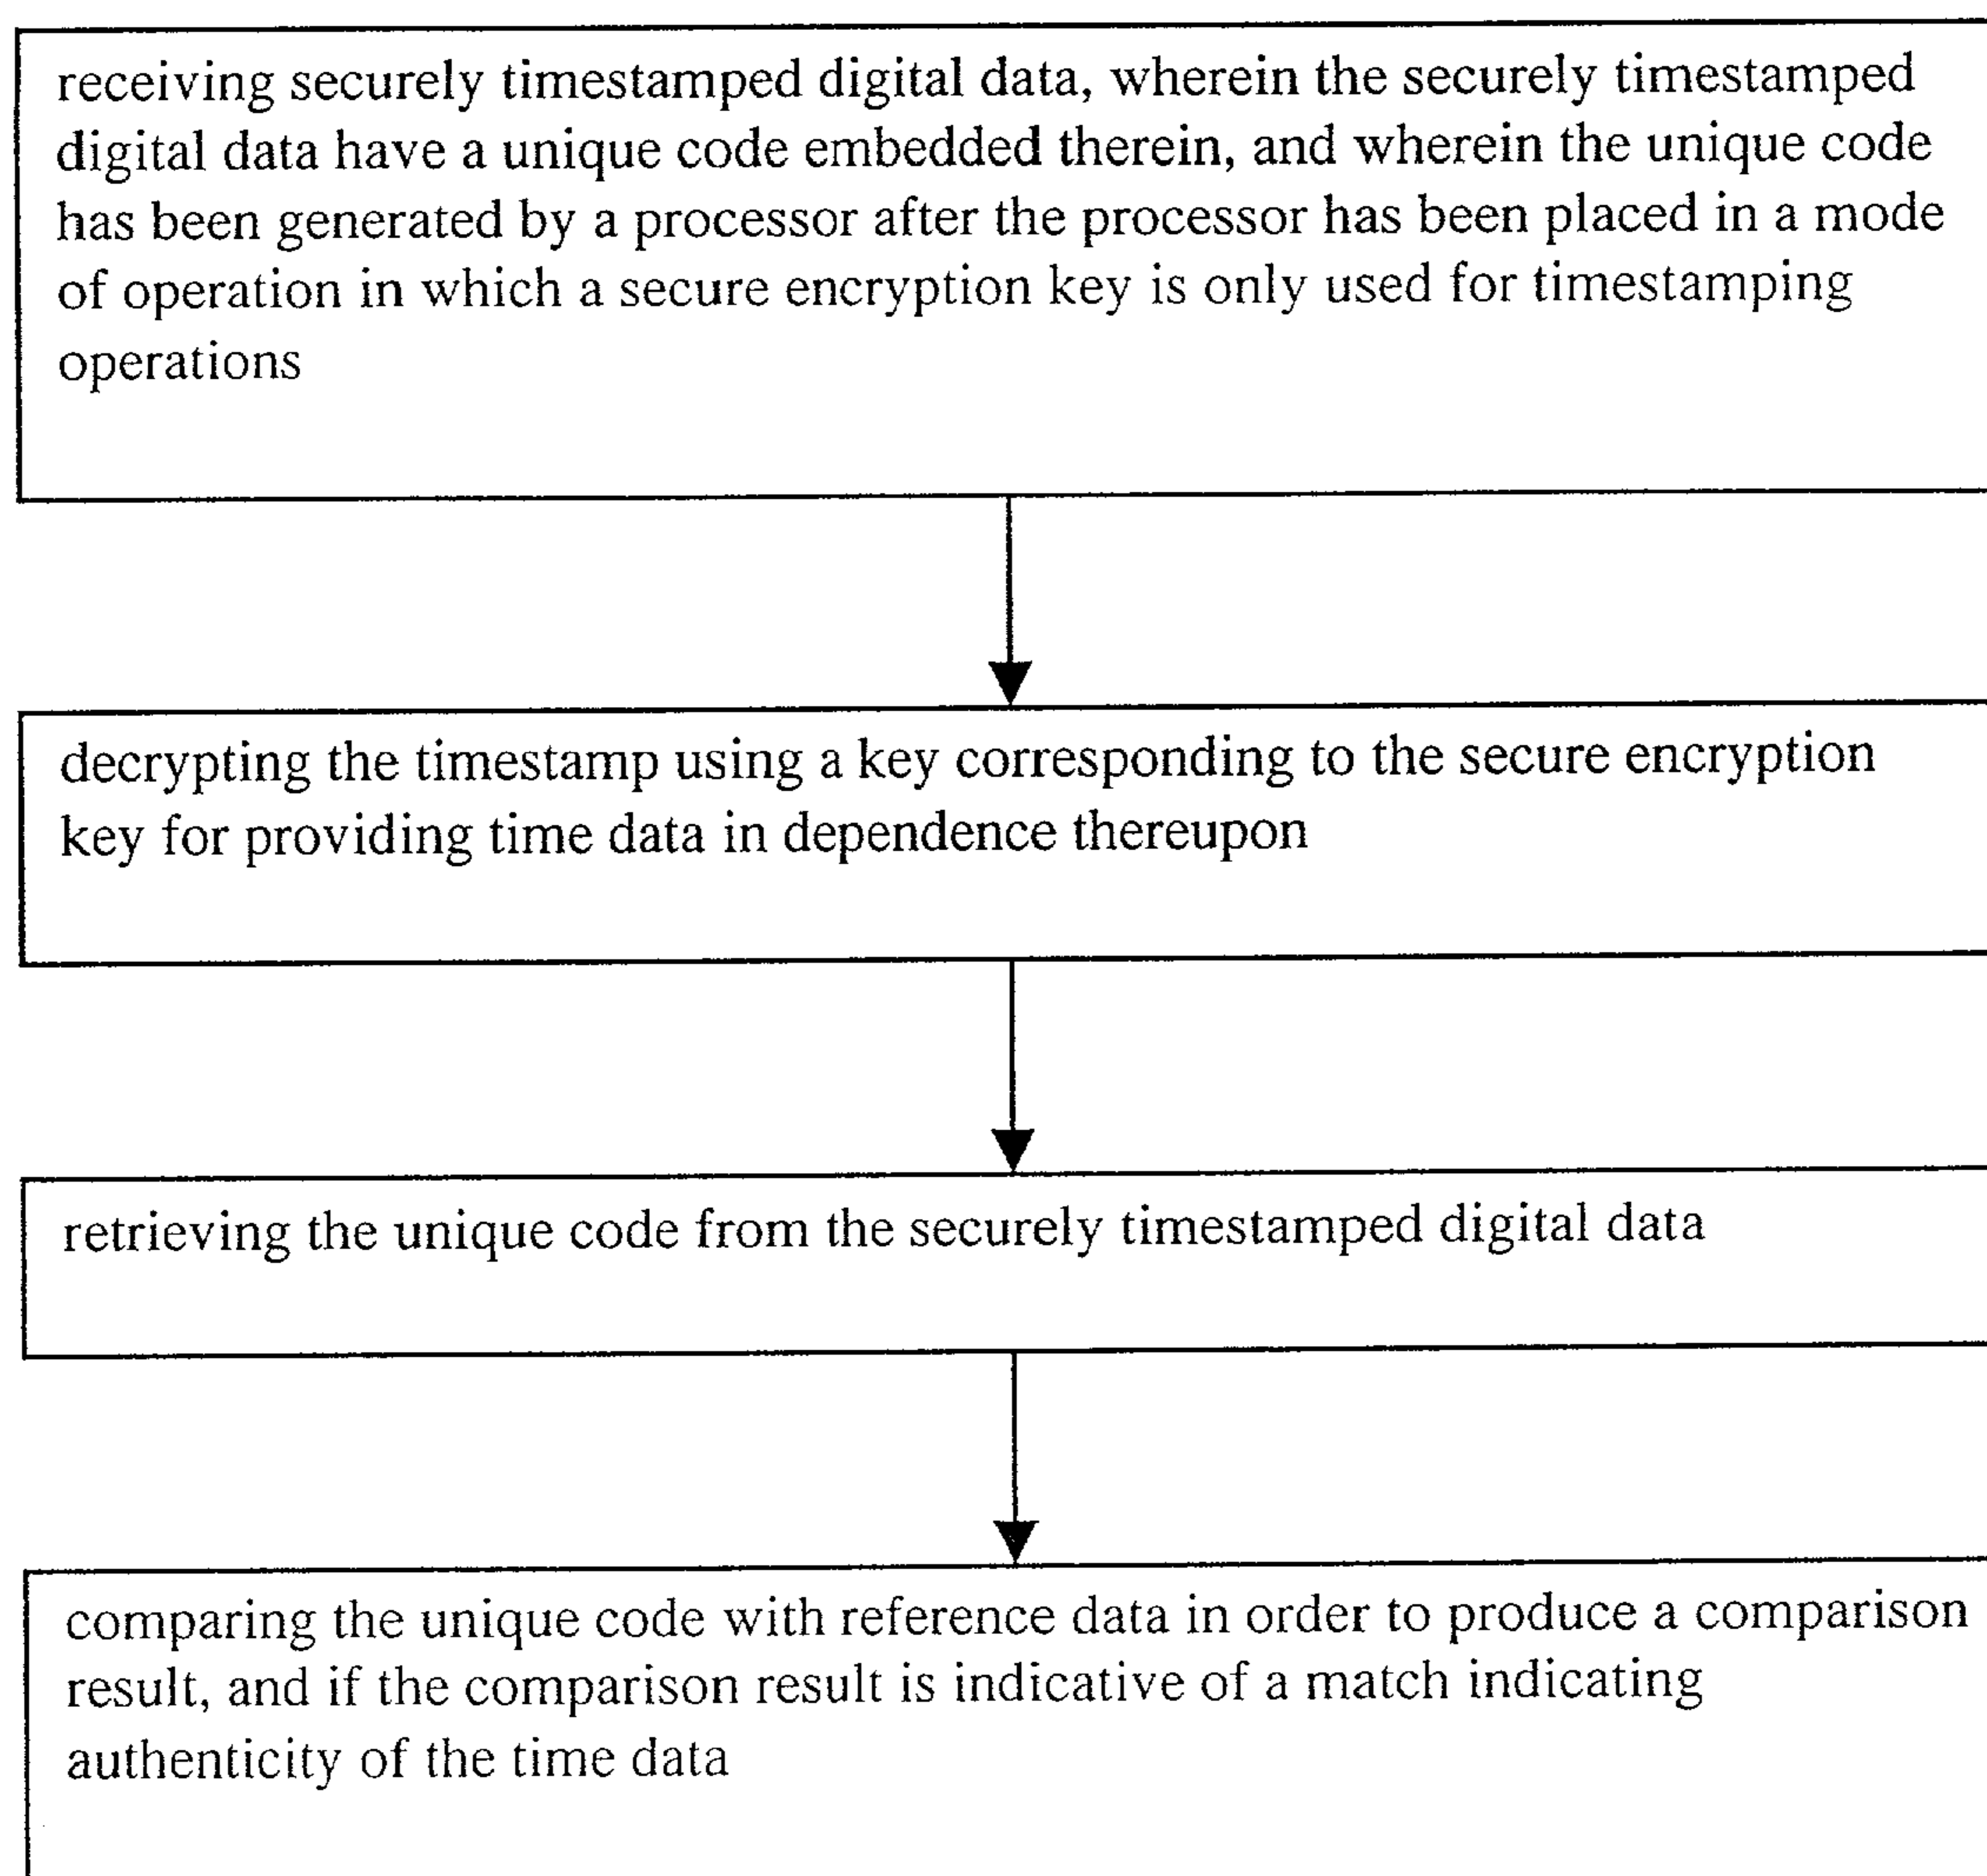 receiving securely timestamped digital data, wherein the securely timestamped
digital data have a unique code embedded therein, and wherein the unique code
has been generated by a processor after the processor has been placed in a mode
of operation in which a secure encryption key is only used for timestamping
operations
decrypting the timestamp using a key corresponding to the secure encryption
key for providing time data in dependence thereupon
retrieving the unique code from the securely timestamped digital data
comparing the unique code with reference data in order to produce a comparison
result, and if the comparison result is indicative of a match indicating
authenticity of the time data